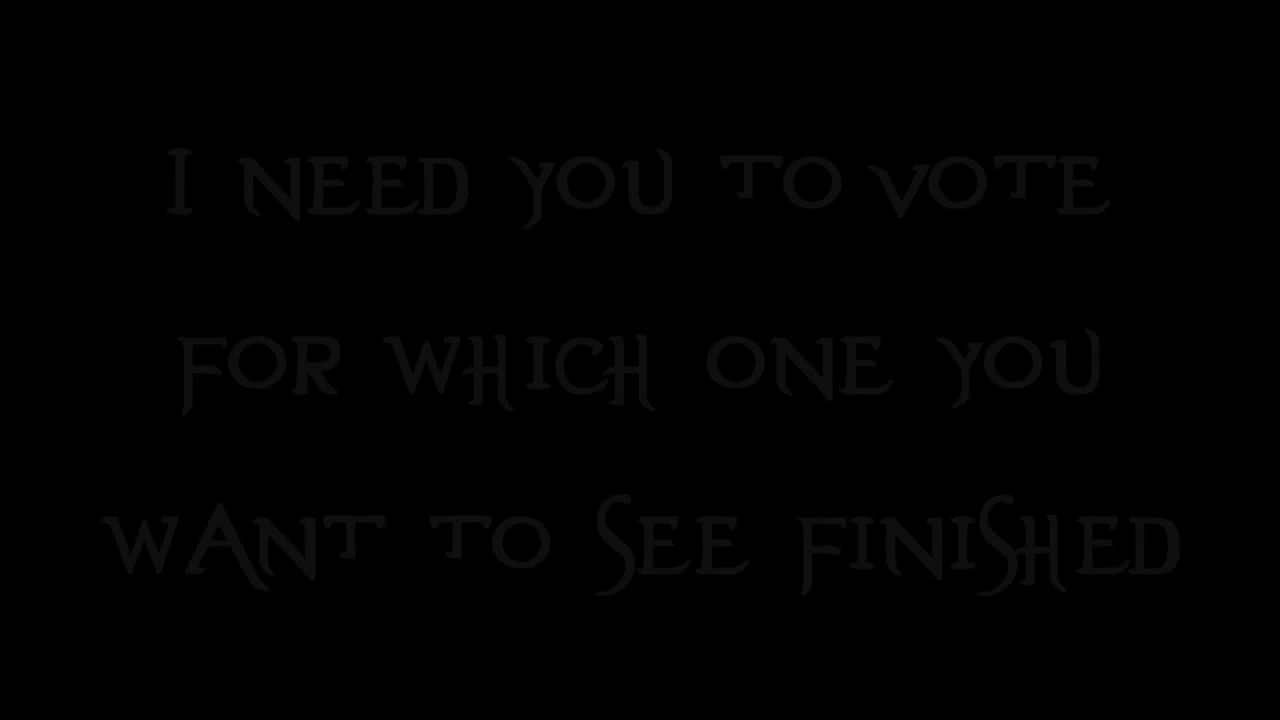 I NEED YOU TO VOTE
FOR WHICH ONE YOU
WANT TO SEE FINISHED